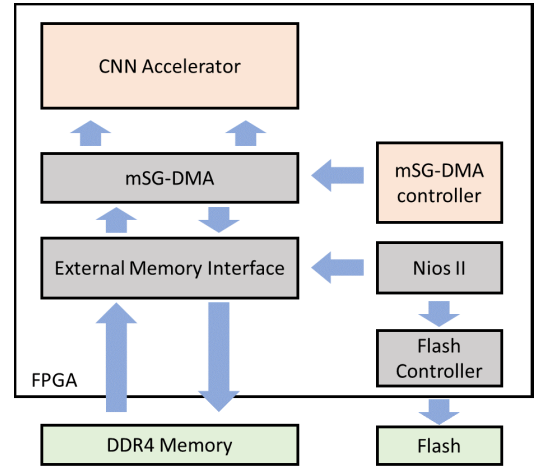 CNN Accelerator
mSG-DMA
mSG-DMA
controller
External Memory Interface
Nios II
Flash
Controller
FPGA
DDR4 Memory
Flash